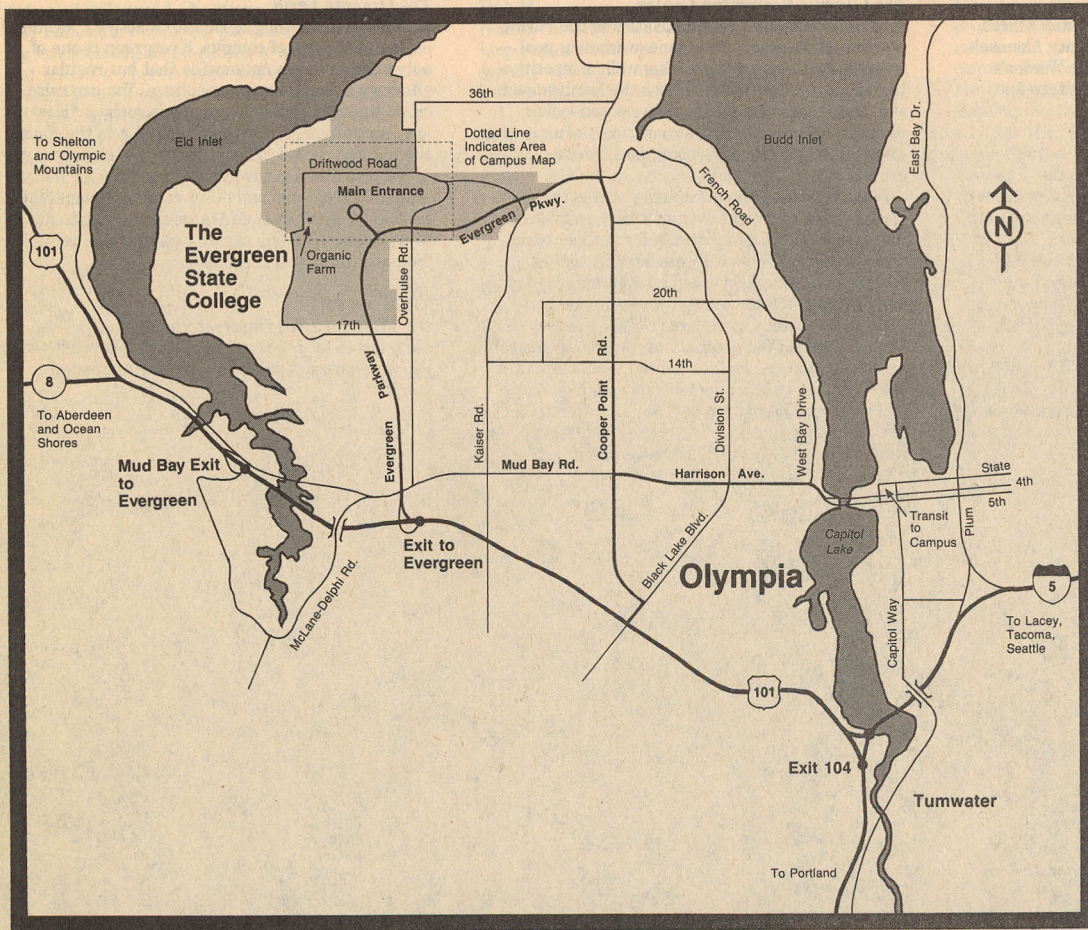 36th
To Shelton
and Olympic
Mountains
Eld Inlet
Dotted Line
Indicates Area
of Campus Map
Budd Inlet
East Bay Dr.
Driftwood Road
Main Entrance
French Road
N
Evergreen Pkwy.
101
The
Evergreen
State
College
Organic
Farm
Overhulse Rd.
20th
17th
Parkway
Evergreen
Cooper Point Rd.
14th
8
To Aberdeen
and Ocean
Shores
Kaiser Rd.
Division St.
West Bay Drive
Mud Bay Exit
to
Evergreen
Mud Bay Rd.
Harrison Ave.
State
4th
5th
Transit
to
Campus
Plum
Capitol
Lake
Exit to
Evergreen
Black Lake Blvd.
Olympia
McLane-Delphi Rd.
5
Capitol Way
To Lacey,
Tacoma,
Seattle
101
Exit 104
Tumwater
To Portland